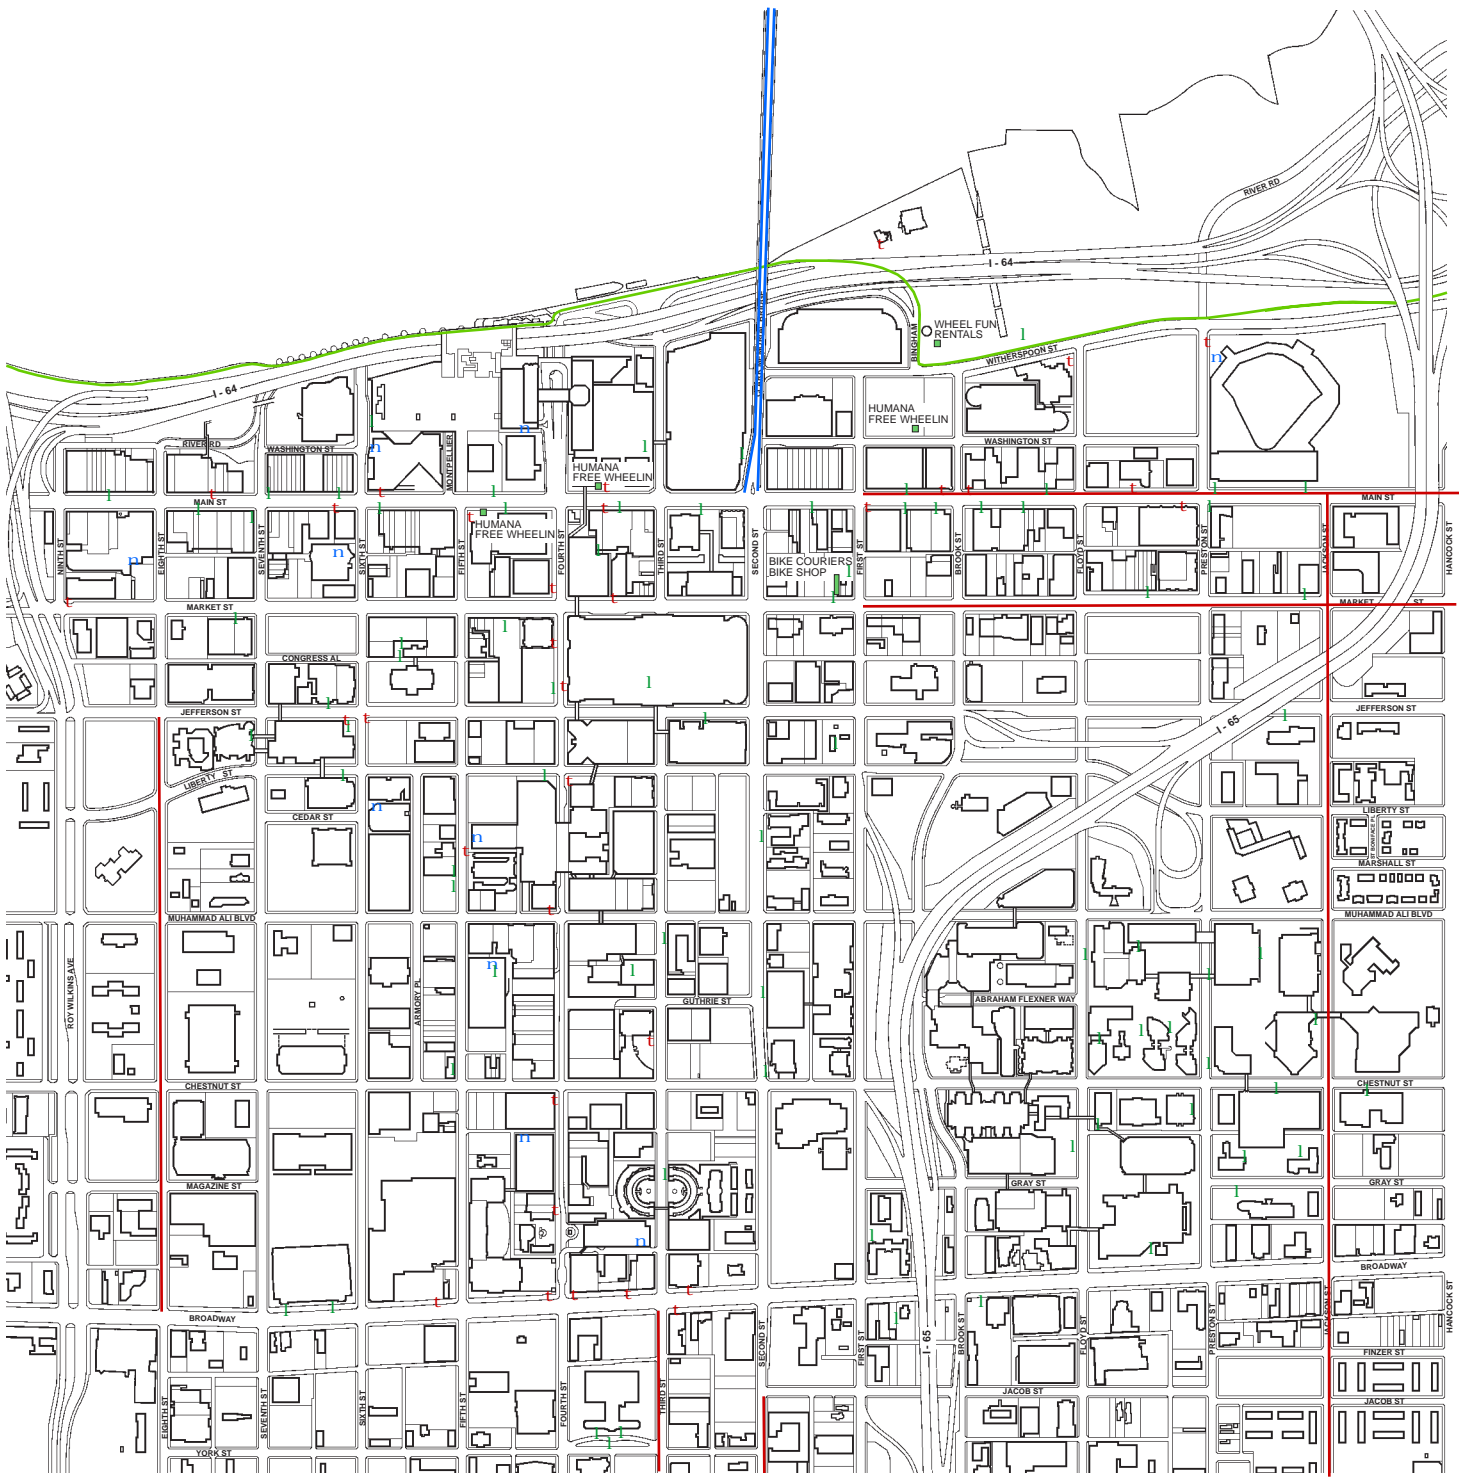 RIVER RD
I - 64
BINGHAM
WHEEL FUN
RENTALS
WITHERSPOON ST
I - 64
HUMANA
FREE WHEELIN
RIVER RD
WASHINGTON ST
MONTPELLER
WASHINGTON ST
HUMANA
FREE WHEELIN
MAIN ST
MAIN ST
HUMANA
FREE WHEELIN
NINTH ST
EIGHTH ST
SEVENTH ST
SIXTH ST
FIFTH ST
FOURTH ST
THIRD ST
SECOND ST
BIKE COURIERS
BIKE SHOP
FIRST ST
BROOK ST
FLOYD ST
PRESTON ST
JACKSON ST
HANCOCK ST
MARKET ST
MARKET ST
CONGRESS AL
JEFFERSON ST
JEFFERSON ST
I - 65
LIBERTY ST
LIBERTY ST
CEDAR ST
MARSHALL ST
MUHAMMAD ALI BLVD
MUHAMMAD ALI BLVD
ROY WILKINS AVE
ARMORY PL
GUTHRIE ST
ABRAHAM FLEXNER WAY
CHESTNUT ST
CHESTNUT ST
MAGAZINE ST
GRAY ST
GRAY ST
BROADWAY
BROADWAY
I - 65
SECOND ST
FIRST ST
BROOK ST
FLOYD ST
PRESTON ST
JACKSON ST
HANCOCK ST
FINZER ST
EIGHTH ST
SEVENTH ST
SIXTH ST
FIFTH ST
FOURTH ST
THIRD ST
JACOB ST
JACOB ST
YORK ST